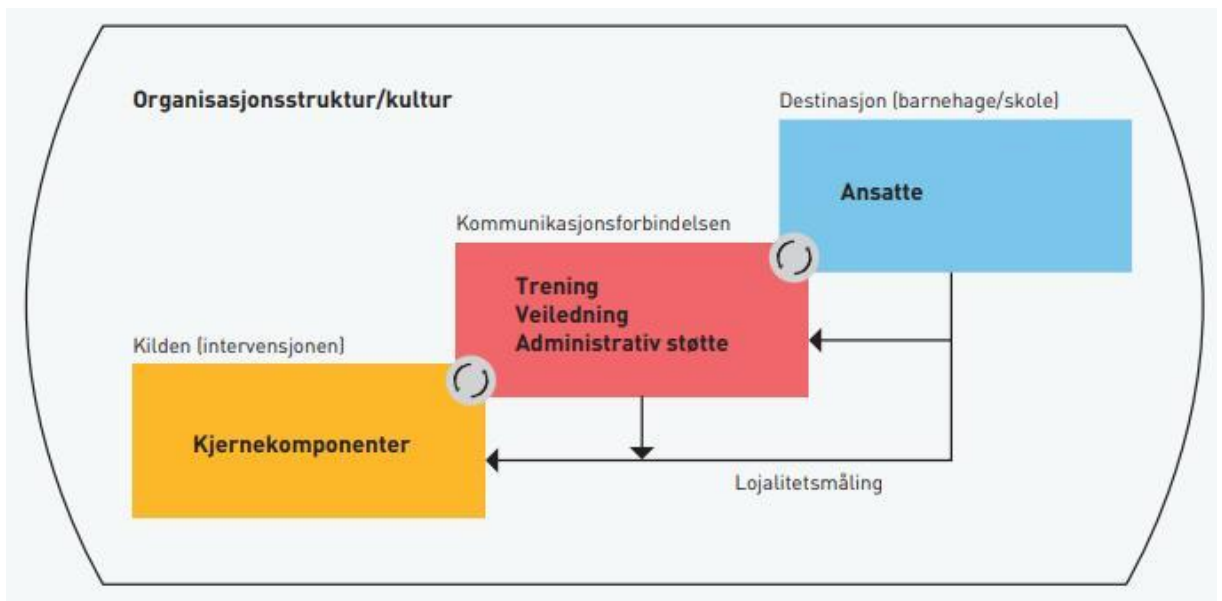 Organisasjonsstruktur/kultur
Destinasjon (barnehage/skole)
Ansatte
Kommunikasjonsforbindelsen
Trening
Veiledning
Administrativ støtte
Kilden (intervensjonen)
Kjernekomponenter
Lojalitetsmåling